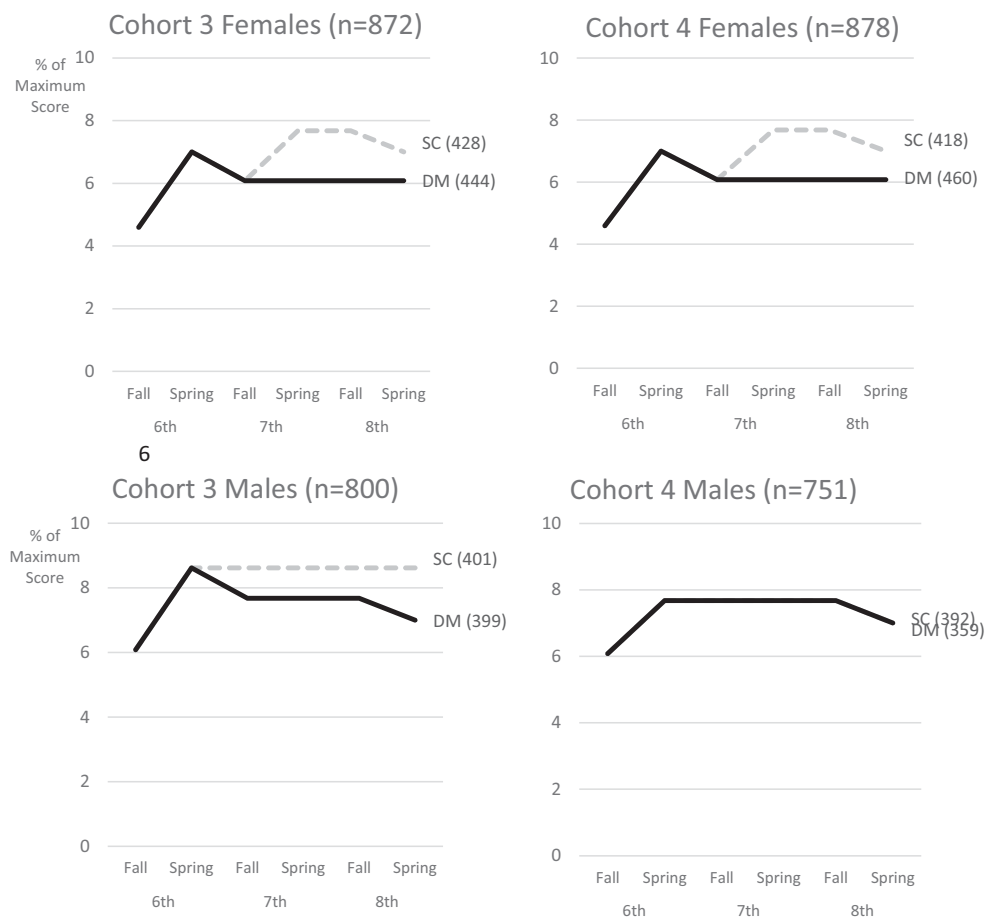 Cohort 3 Females (n=872)
% of
Maximum
Score
10
8
6
4
2
0
SC (428)
DM (444)
Fall Spring Fall Spring Fall Spring
6th 7th 8th
Cohort 4 Females (n=878)
10
8
6
4
2
0
SC (418)
DM (460)
Fall Spring Fall Spring Fall Spring
6th 7th 8th
6
Cohort 3 Males (n=800)
% of
Maximum
Score
10
8
6
4
2
0
SC (401)
DM (399)
Fall Spring Fall Spring Fall Spring
6th 7th 8th
Cohort 4 Males (n=751)
10
8
6
4
2
0
SC (392)
DM (359)
Fall Spring Fall Spring Fall Spring
6th 7th 8th